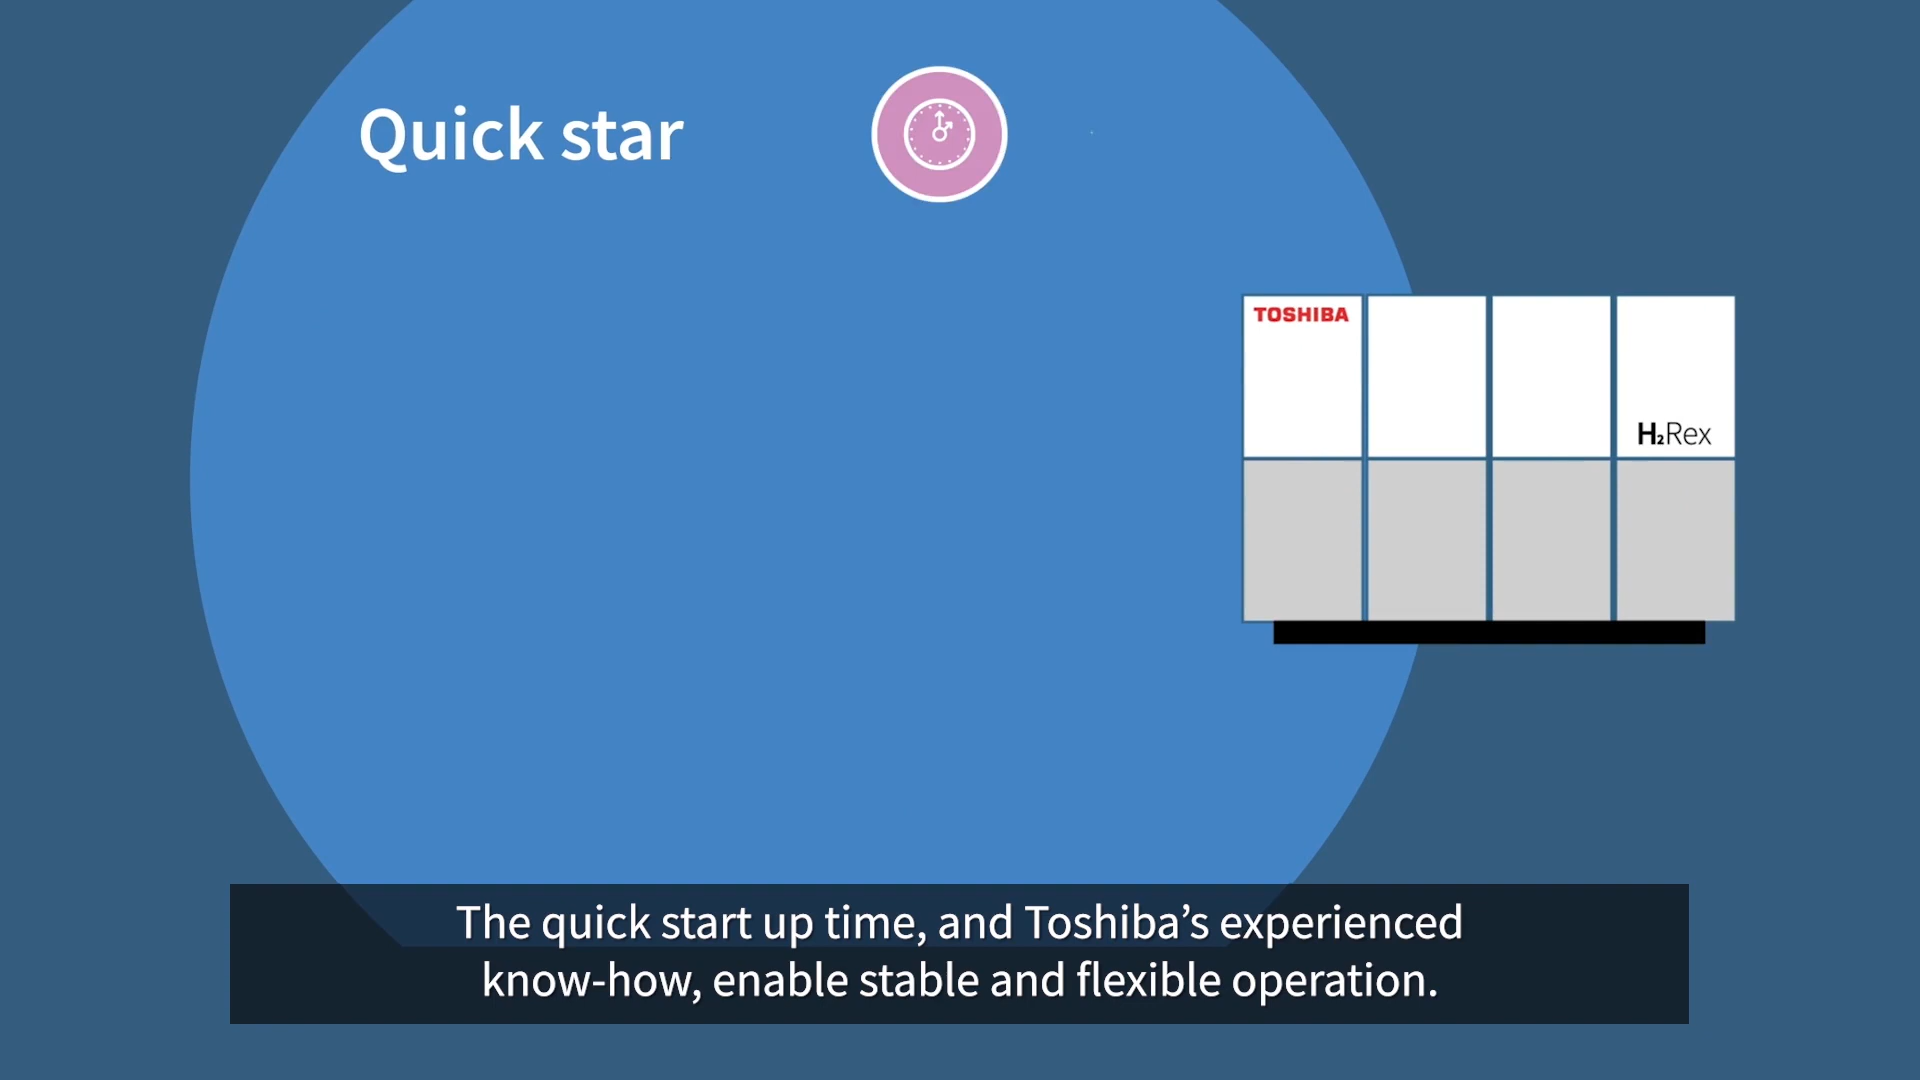 Quick star
TOSHIBA
H₂Rex
The quick start up time, and Toshiba’s experienced
know-how, enable stable and flexible operation.